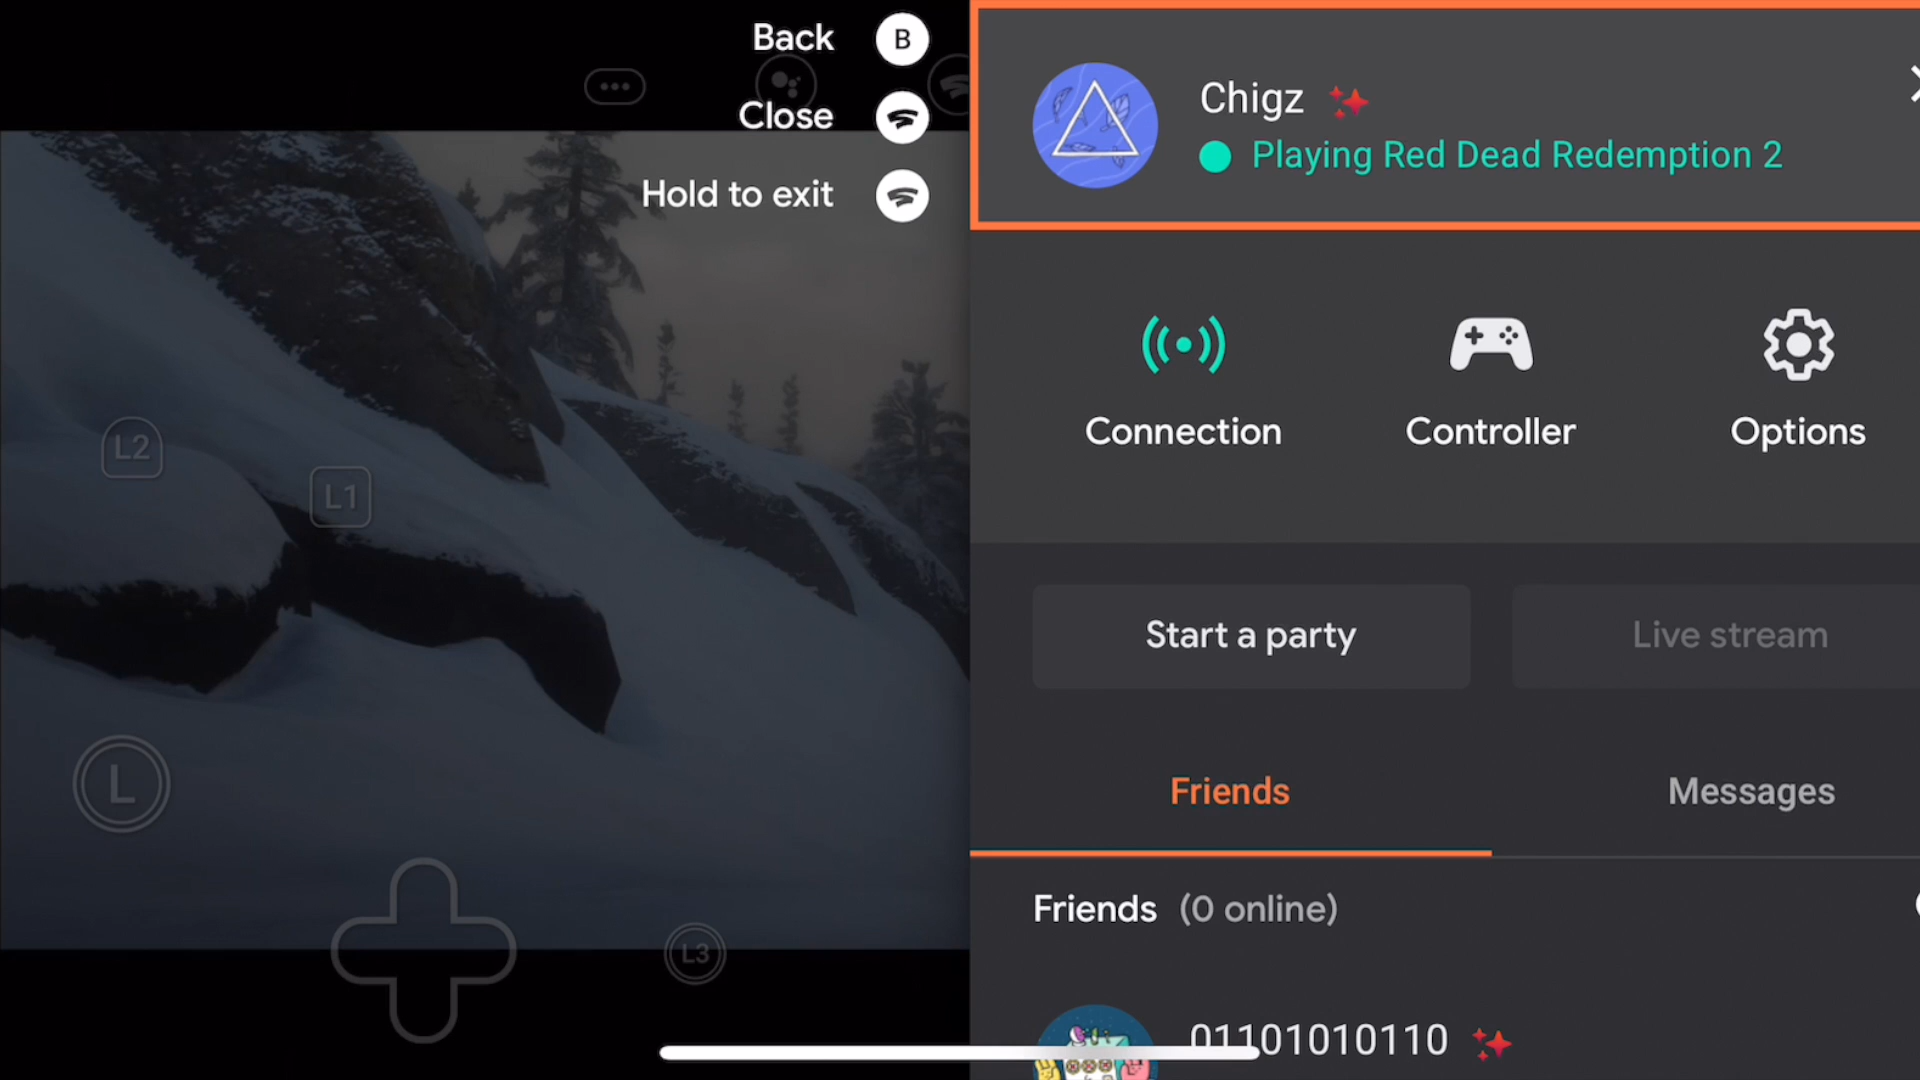 Back B
Close
Hold to exit
L2
L1
L
L3
Chigz
Playing Red Dead Redemption 2
Connection
Controller
Options
Start a party
Live stream
Friends
Messages
Friends (0 online)
01101010110